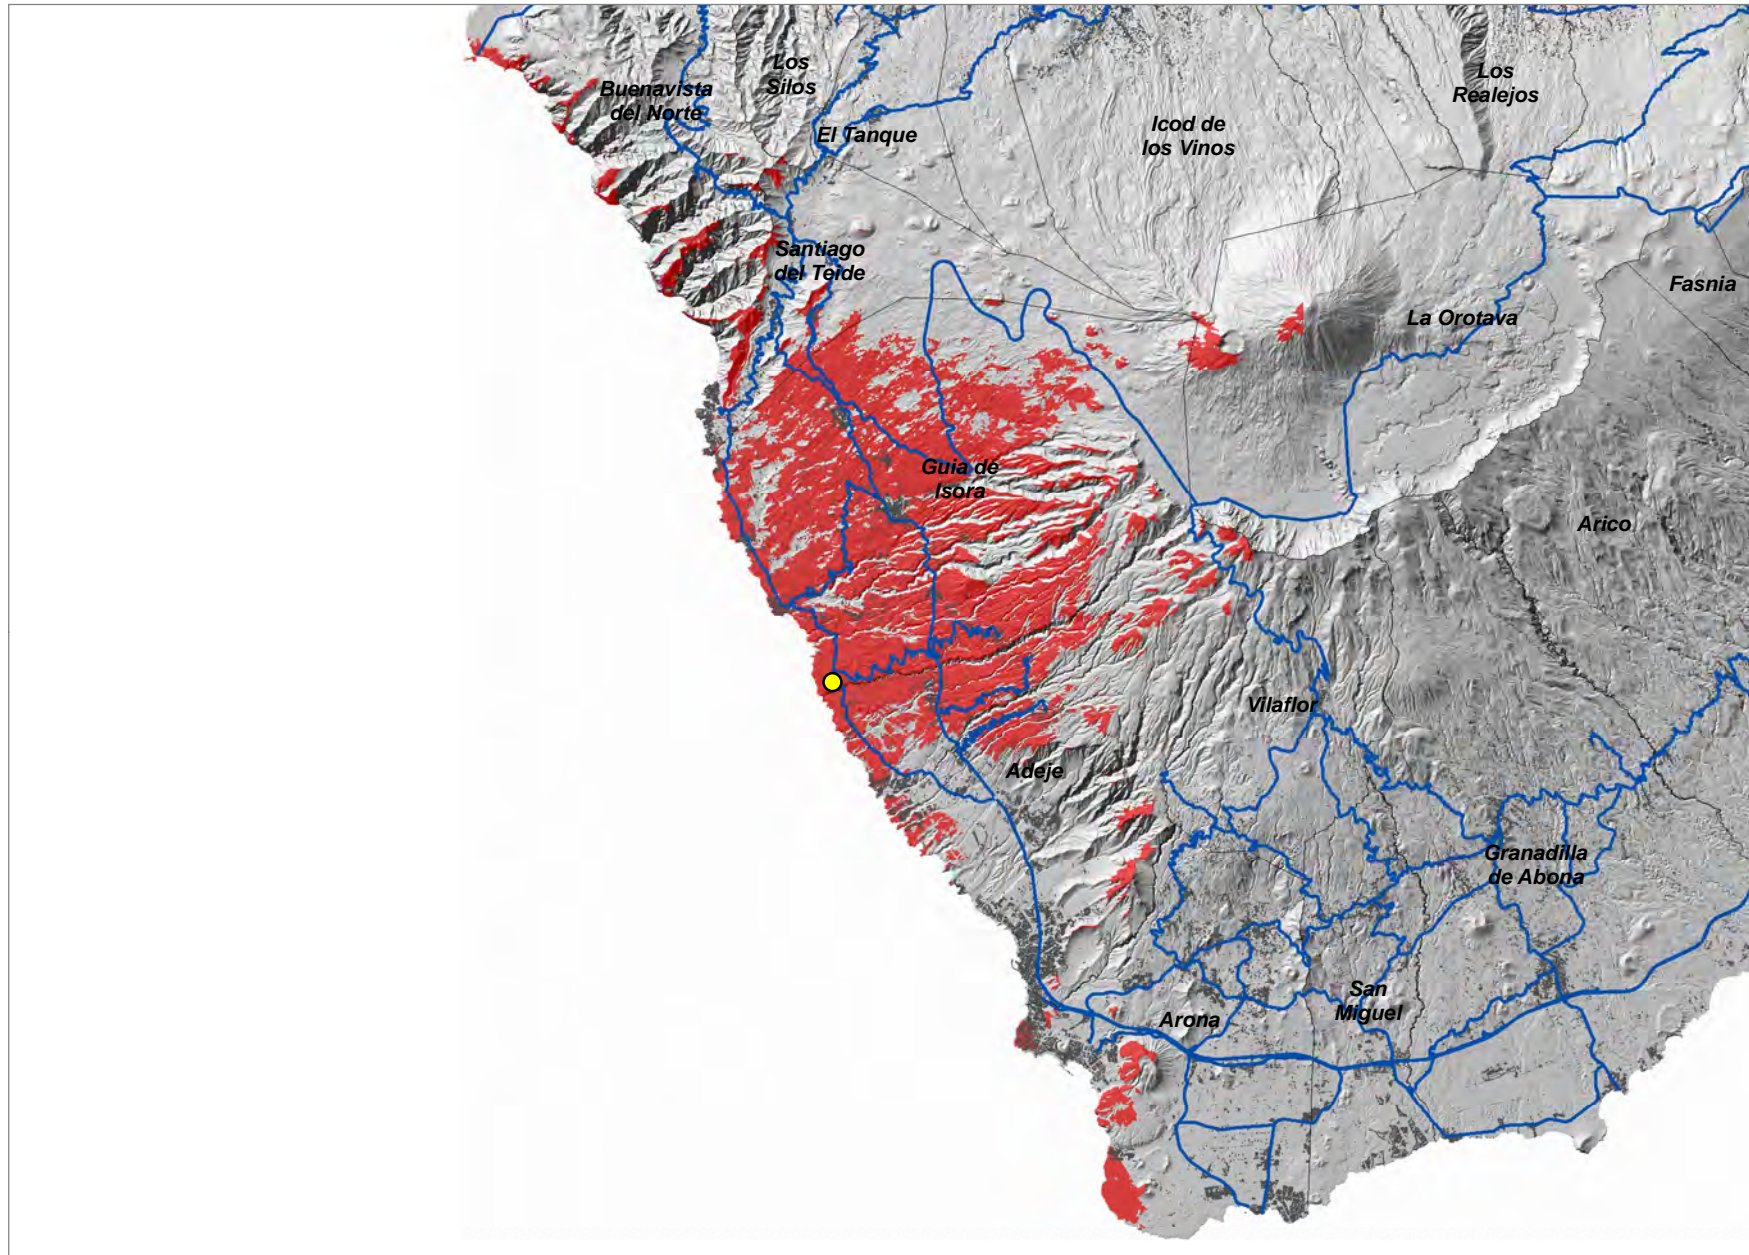 Los
Silos
Buenavista
del Norte
Los
Realejos
El Tanque
Icod de
los Vinos
Santiago
del Teide
Fasnia
La Orotava
Guia de
Isora
Arico
Vilaflor
Adeje
Granadilla
de Abona
San
Miguel
Arona